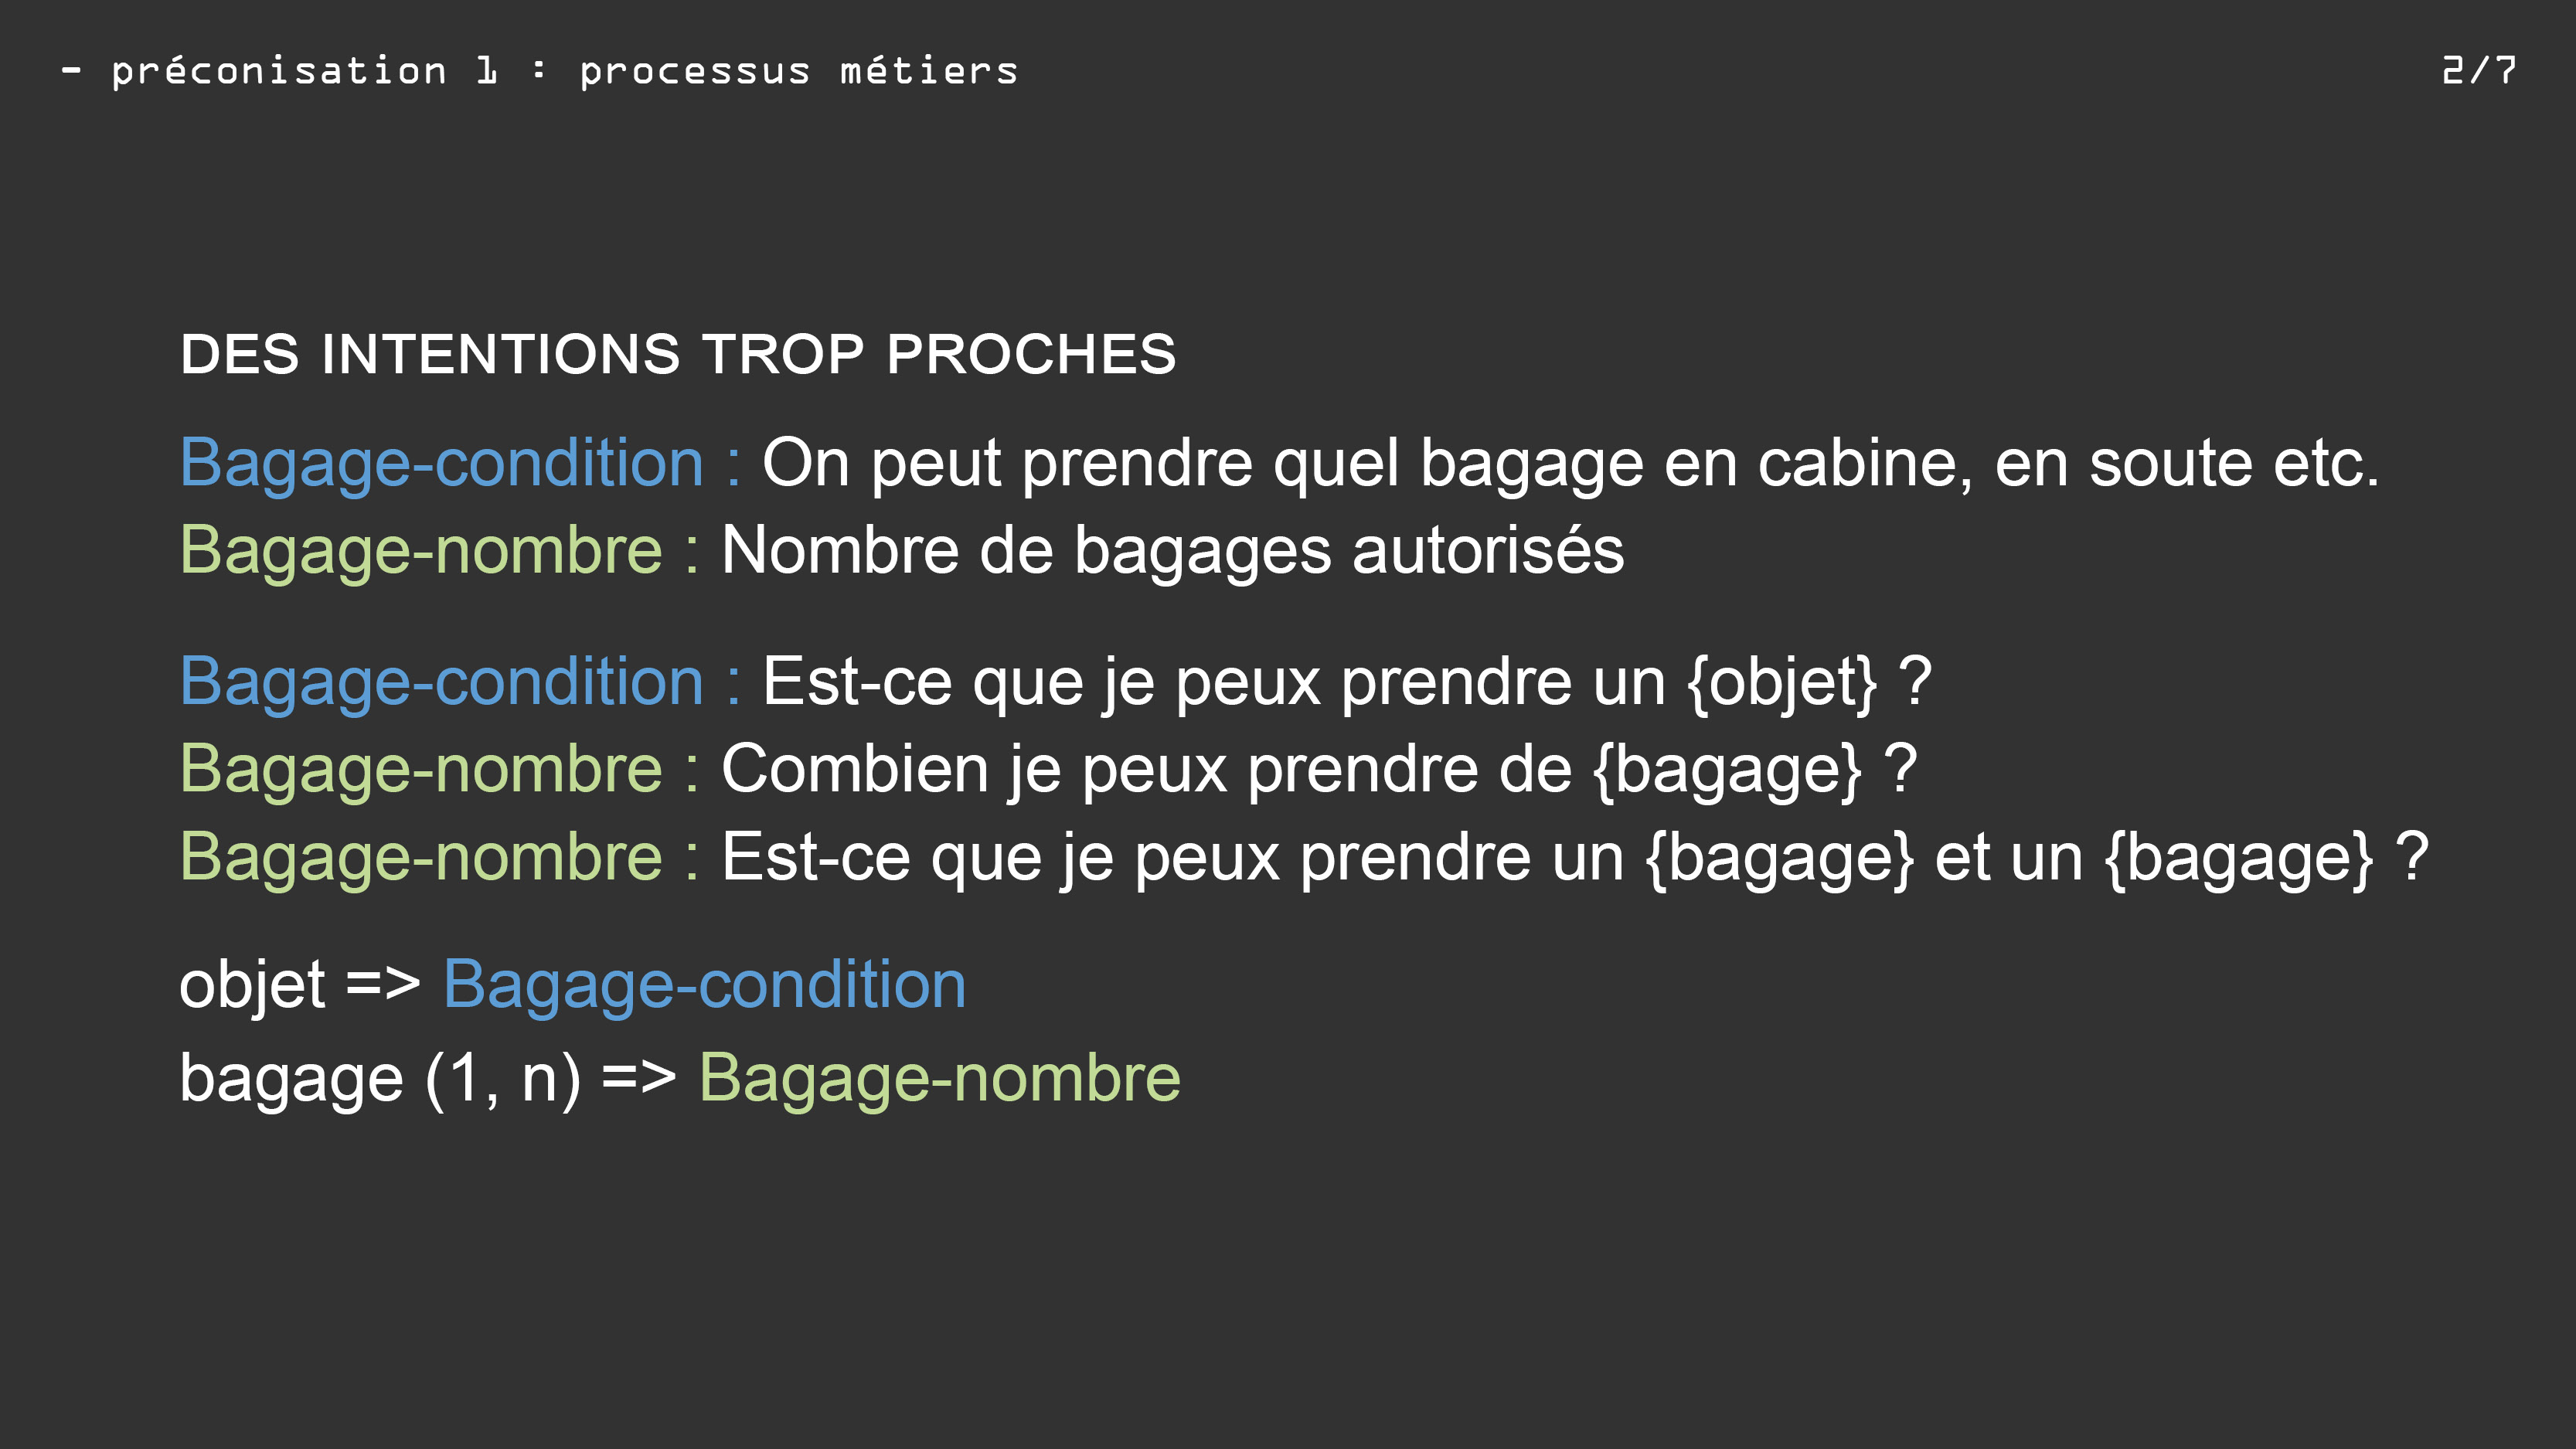 - préconisation 1 : processus métiers
2/7
DES INTENTIONS TROP PROCHES
Bagage-condition : On peut prendre quel bagage en cabine, en soute etc.
Bagage-nombre : Nombre de bagages autorisés
Bagage-condition : Est-ce que je peux prendre un {objet} ?
Bagage-nombre : Combien je peux prendre de {bagage} ?
Bagage-nombre : Est-ce que je peux prendre un {bagage} et un {bagage} ?
objet => Bagage-condition
bagage (1, n) => Bagage-nombre